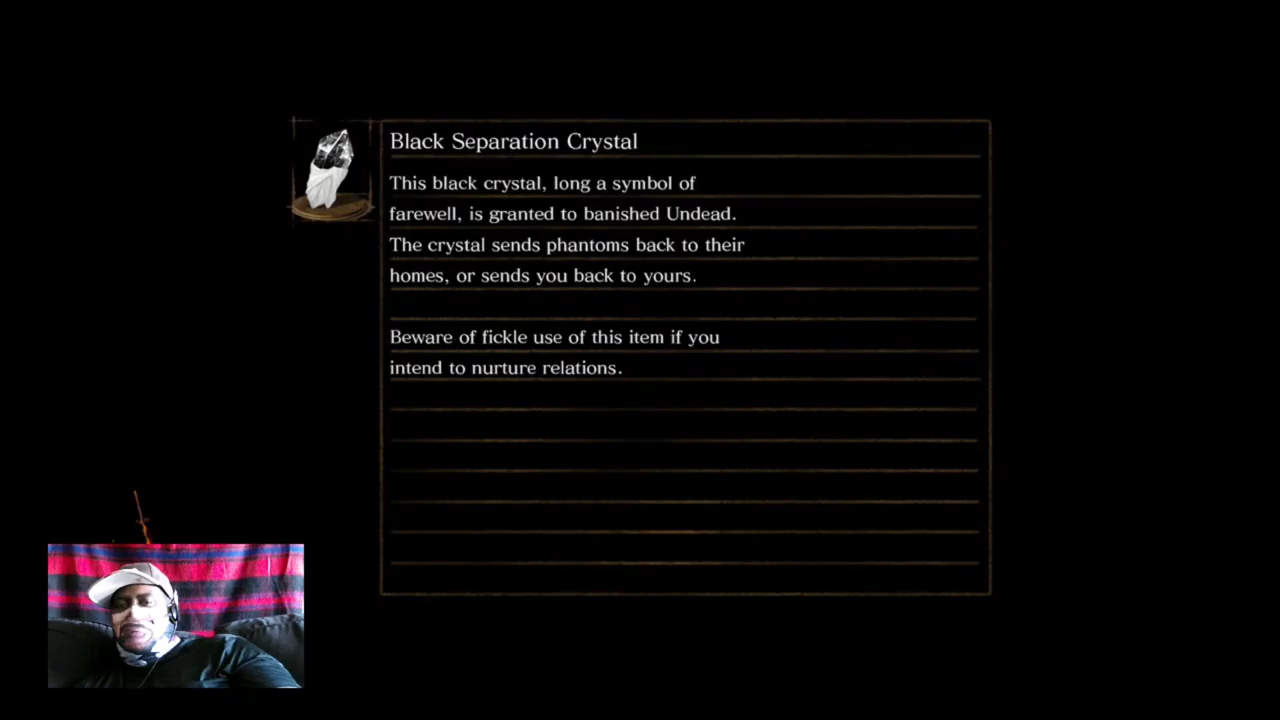 Black Separation Crystal
This black crystal, long a symbol of
farewell, is granted to banished Undead.
The crystal sends phantoms back to their
homes, or sends you back to yours.
Beware of fickle use of this item if you
intend to nurture relations.